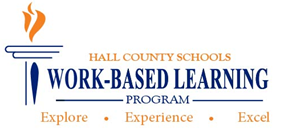 HALL COUNTY SCHOOLS
WORK-BASED LEARNING
PROGRAM
Explore • Experience • Excel